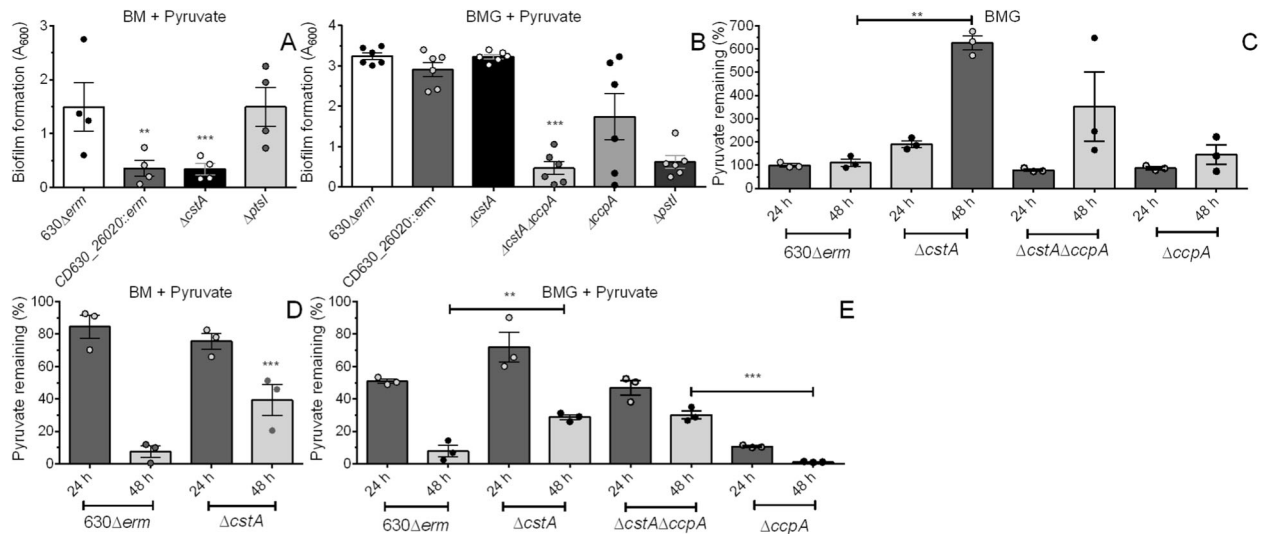 BM + Pyruvate
A
Biofilm formation (A600)
3
2
1
0
**
***
630Δerm
CD630_26020::erm
ΔcstA
ΔptsI
BMG + Pyruvate
B
Biofilm formation (A600)
4
3
2
1
0
***
630Δerm
CD630_26020::erm
ΔcstA
ΔcstAΔccpA
ΔccpA
ΔpstI
BMG
C
Pyruvate remaining (%)
700
600
500
400
300
200
100
0
**
24 h 48 h 24 h 48 h 24 h 48 h 24 h 48 h
630Δerm ΔcstA ΔcstAΔccpA ΔccpA
BM + Pyruvate
D
Pyruvate remaining (%)
100
80
60
40
20
0
***
24 h 48 h 24 h 48 h
630Δerm ΔcstA
BMG + Pyruvate
E
Pyruvate remaining (%)
100
80
60
40
20
0
**
***
24 h 48 h 24 h 48 h 24 h 48 h 24 h 48 h
630Δerm ΔcstA ΔcstAΔccpA ΔccpA